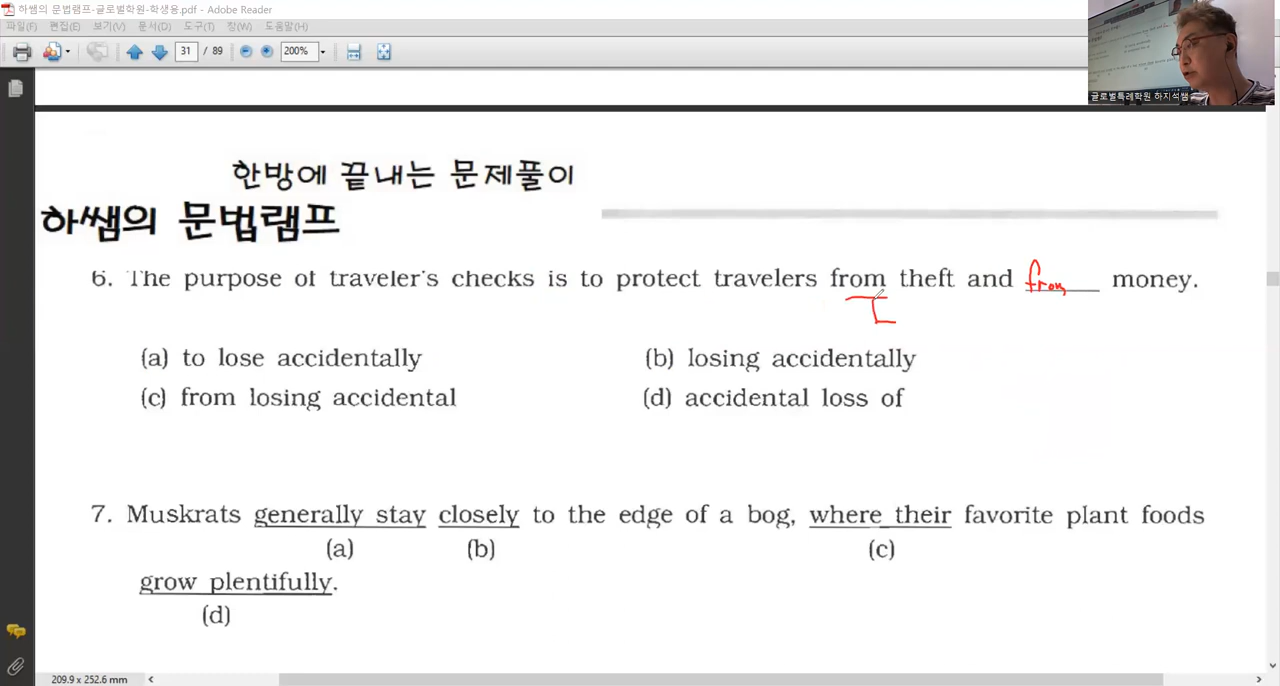 하쌤의 문법램프-글로벌학원-학생용.pdf - Adobe Reader
파일(F) 편집(E) 보기(V) 문서(D) 도구(T) 창(W) 도움말(H)
31 / 89 200%
글로벌특례학원 하지석쌤
한방에 끝내는 문제풀이
하쌤의 문법램프
6. The purpose of traveler's checks is to protect travelers from theft and from money.
(a) to lose accidentally (b) losing accidentally
(c) from losing accidental (d) accidental loss of
7. Muskrats generally stay closely to the edge of a bog, where their favorite plant foods
(a) (b) (c)
grow plentifully.
(d)
209.9 x 252.6 mm